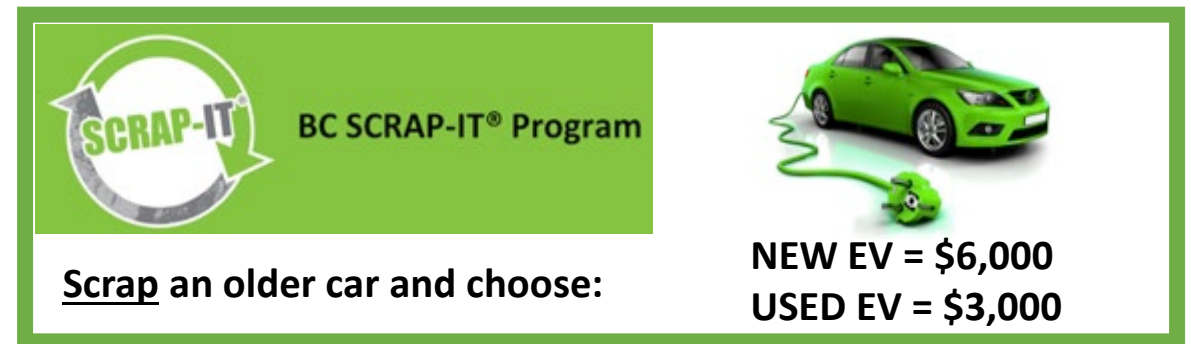 SCRAP-IT®
BC SCRAP-IT® Program
Scrap an older car and choose:
NEW EV = $6,000
USED EV = $3,000